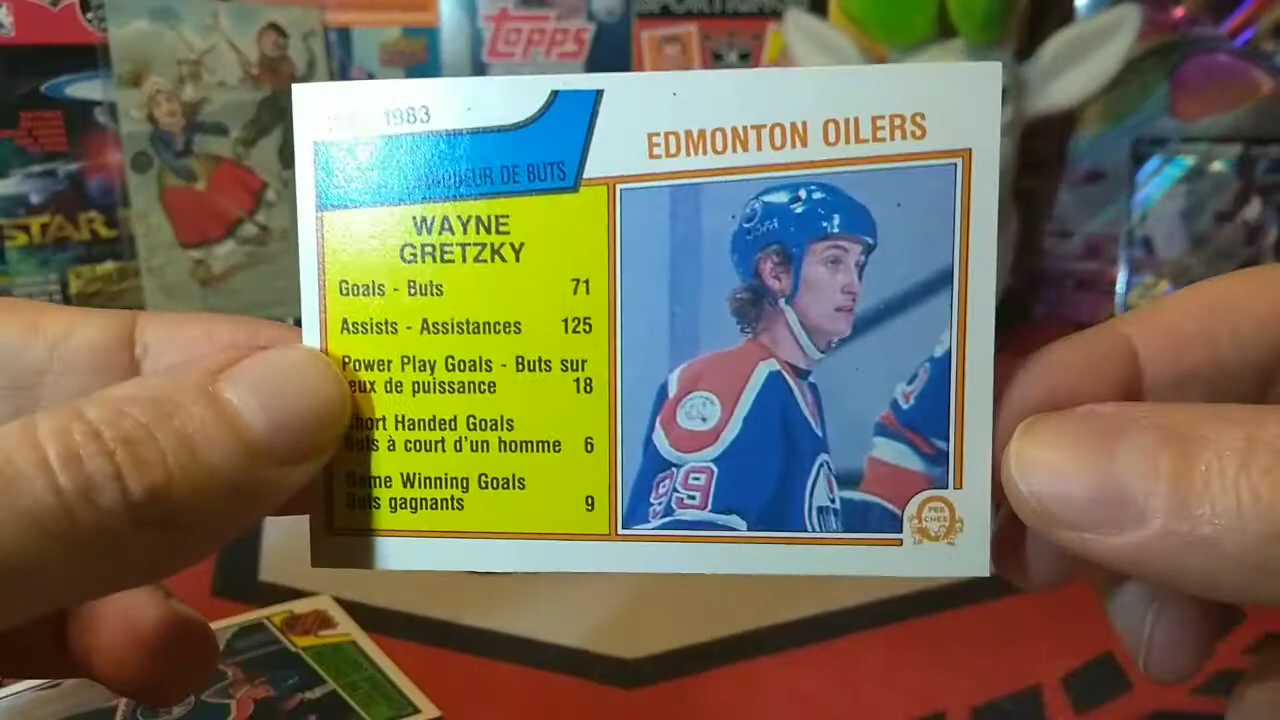 TOPPS
STAR
1983
EDMONTON OILERS
DE BUTS
WAYNE
GRETZKY
Goals - Buts 71
Assists - Assistances 125
Power Play Goals - Buts sur
eux de puissance 18
hort Handed Goals
uts à court d'un homme 6
me Winning Goals
uts gagnants 9
99
PEE
CHEE